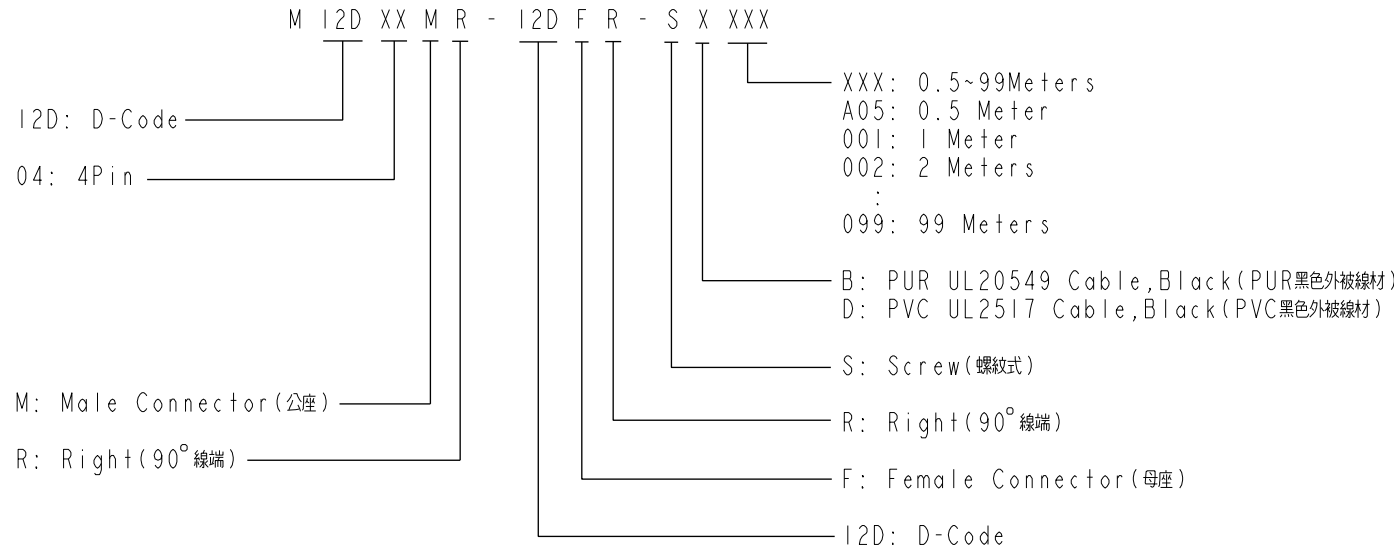 M 12D XX M R - 12D F R - S X XXX
XXX: 0.5~99Meters
A05: 0.5 Meter
12D: D-Code
001: 1 Meter
002: 2 Meters
04: 4Pin
:
099: 99 Meters
B: PUR UL20549 Cable,Black(PUR黑色外被線材)
D: PVC UL2517 Cable,Black(PVC黑色外被線材)
S: Screw(螺紋式)
M: Male Connector(公座)
R: Right(90°線端)
R: Right(90°線端)
F: Female Connector(母座)
12D: D-Code